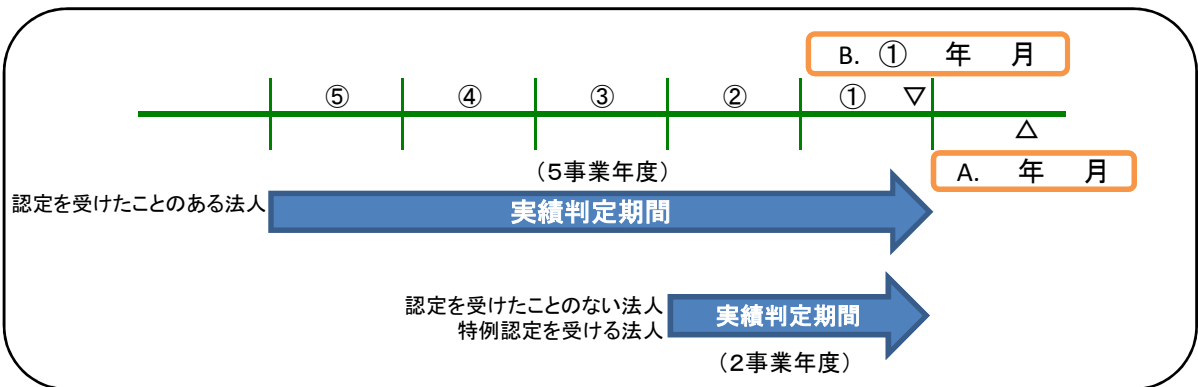 B. ① 年 月
⑤ ④ ③ ② ① ▽
△
(5事業年度)
A. 年 月
認定を受けたことのある法人
実績判定期間
認定を受けたことのない法人
特例認定を受ける法人
実績判定期間
(2事業年度)